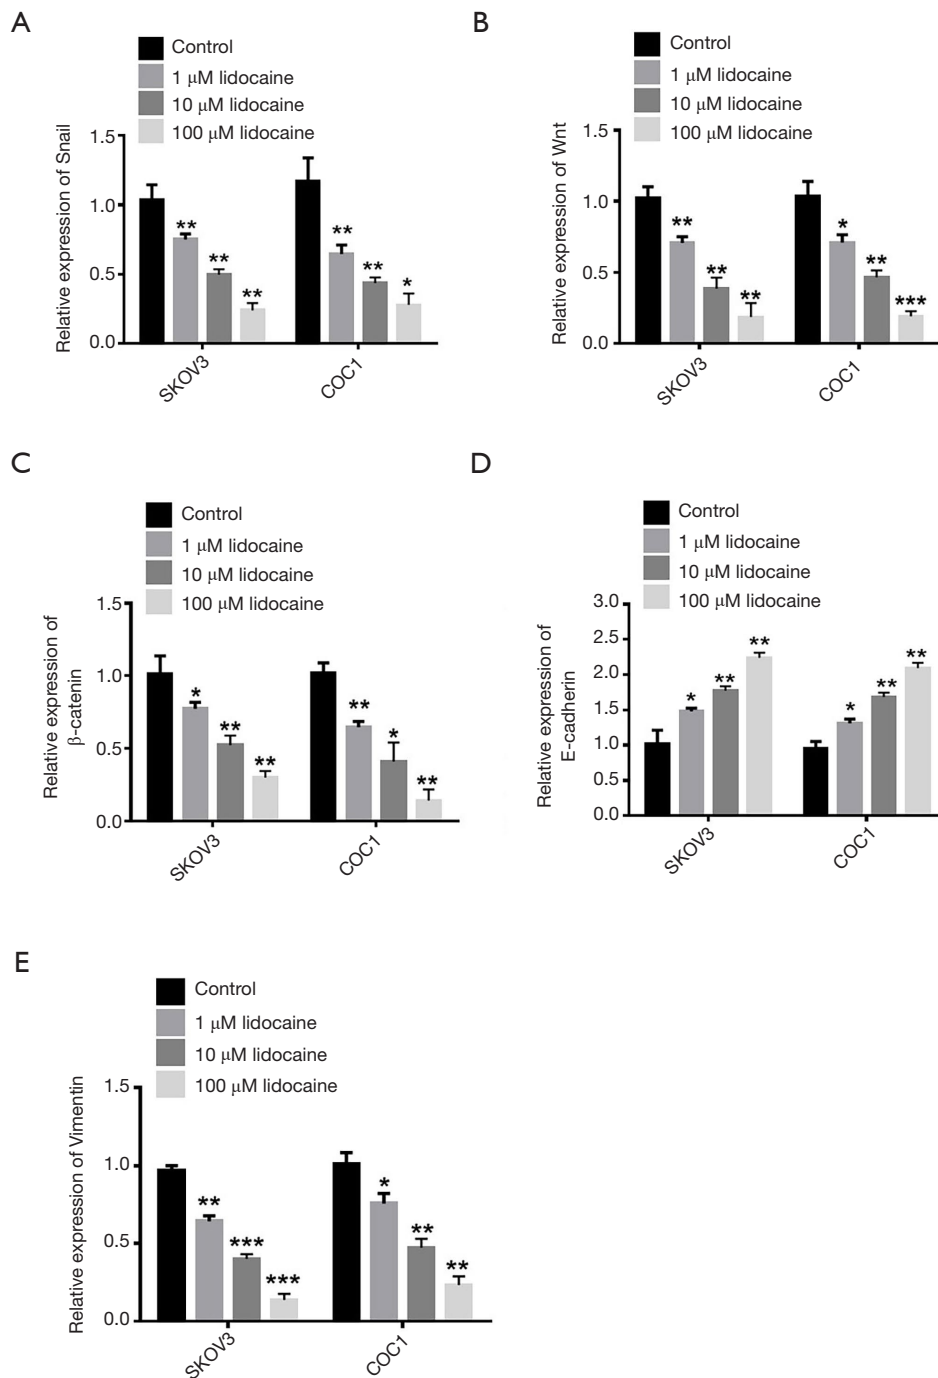 A
Control
1 μM lidocaine
10 μM lidocaine
100 μM lidocaine
Relative expression of Snail
1.5
1.0
0.5
0.0
**
**
**
**
**
*
SKOV3
COC1
B
Control
1 μM lidocaine
10 μM lidocaine
100 μM lidocaine
Relative expression of Wnt
1.5
1.0
0.5
0.0
**
**
**
*
**
***
SKOV3
COC1
C
Control
1 μM lidocaine
10 μM lidocaine
100 μM lidocaine
Relative expression of
β-catenin
1.5
1.0
0.5
0.0
*
**
**
**
*
**
SKOV3
COC1
D
Control
1 μM lidocaine
10 μM lidocaine
100 μM lidocaine
Relative expression of
E-cadherin
3.0
2.5
2.0
1.5
1.0
0.5
0.0
*
**
**
*
**
**
SKOV3
COC1
E
Control
1 μM lidocaine
10 μM lidocaine
100 μM lidocaine
Relative expression of Vimentin
1.5
1.0
0.5
0.0
**
***
***
*
**
**
SKOV3
COC1